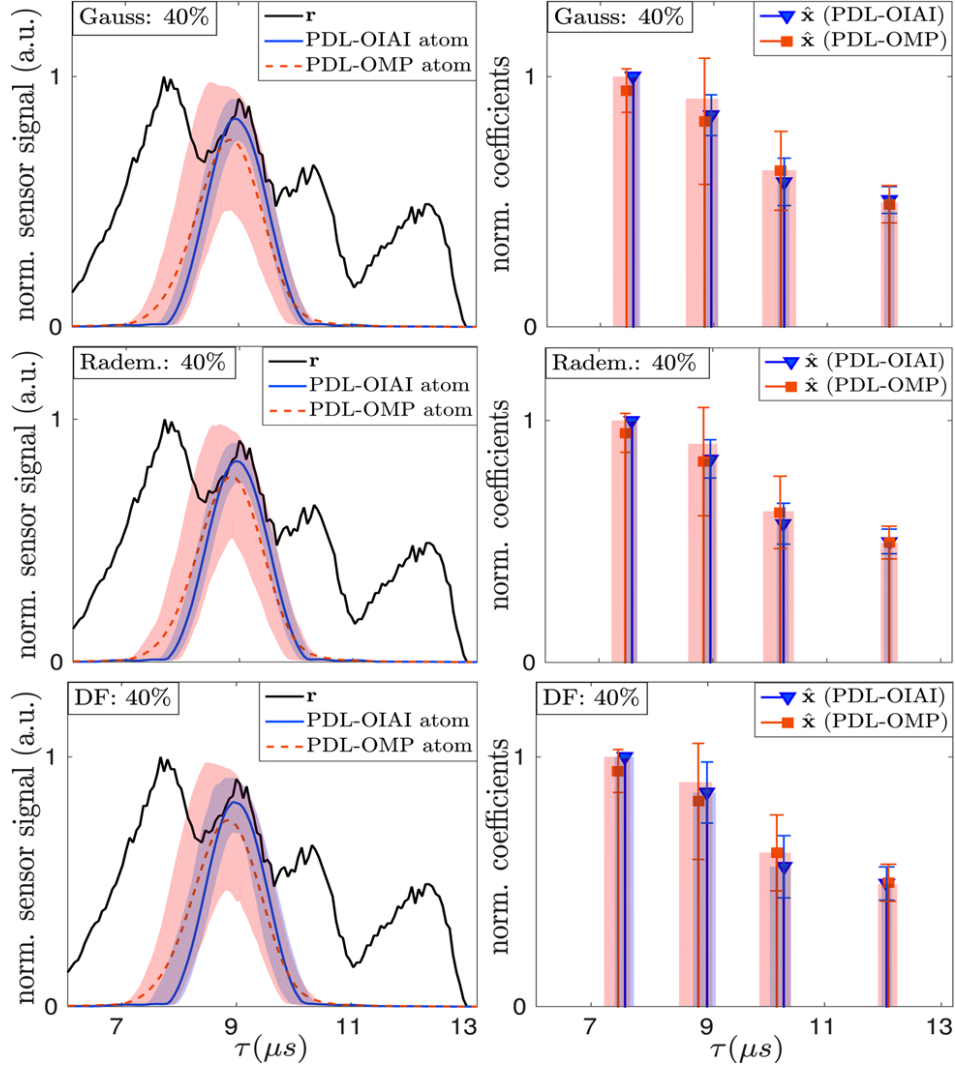 Gauss: 40%
r
PDL-OIAI atom
PDL-OMP atom
norm. sensor signal (a.u.)
1
0
Gauss: 40%
x̂ (PDL-OIAI)
x̂ (PDL-OMP)
norm. coefficients
1
0
Radem.: 40%
r
PDL-OIAI atom
PDL-OMP atom
norm. sensor signal (a.u.)
1
0
Radem.: 40%
x̂ (PDL-OIAI)
x̂ (PDL-OMP)
norm. coefficients
1
0
DF: 40%
r
PDL-OIAI atom
PDL-OMP atom
norm. sensor signal (a.u.)
1
0
7 9 11 13
τ(μs)
DF: 40%
x̂ (PDL-OIAI)
x̂ (PDL-OMP)
norm. coefficients
1
0
7 9 11 13
τ(μs)